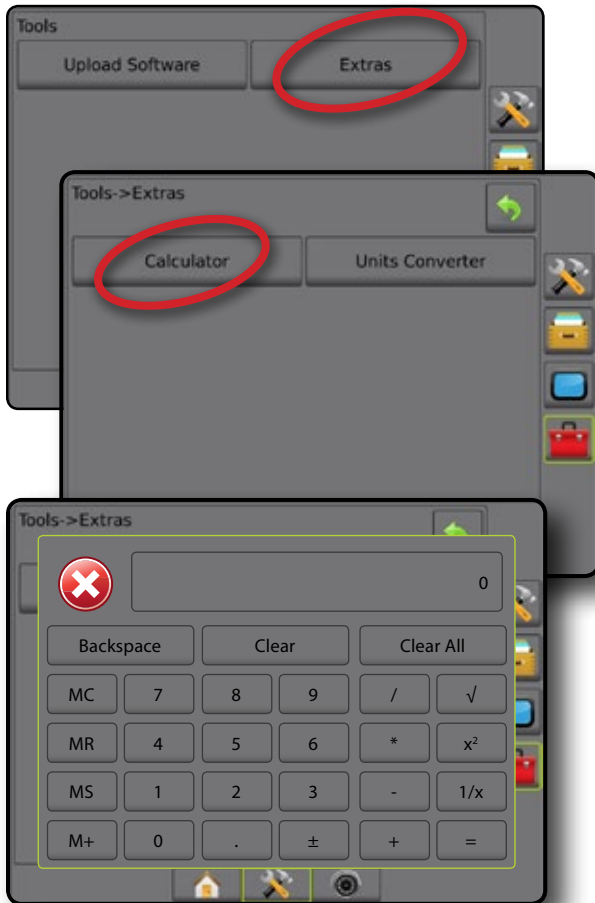 Tools
Upload Software Extras
Tools->Extras
Calculator Units Converter
Tools->Extras
0
Backspace Clear Clear All
MC 7 8 9 / √
MR 4 5 6 * x²
MS 1 2 3 - 1/x
M+ 0 . ± + =